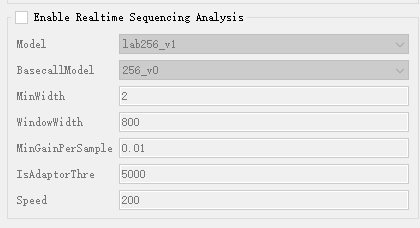 Enable Realtime Sequencing Analysis
Model lab256_v1
BasecallModel 256_v0
MinWidth 2
WindowWidth 800
MinGainPerSample 0.01
IsAdaptorThre 5000
Speed 200